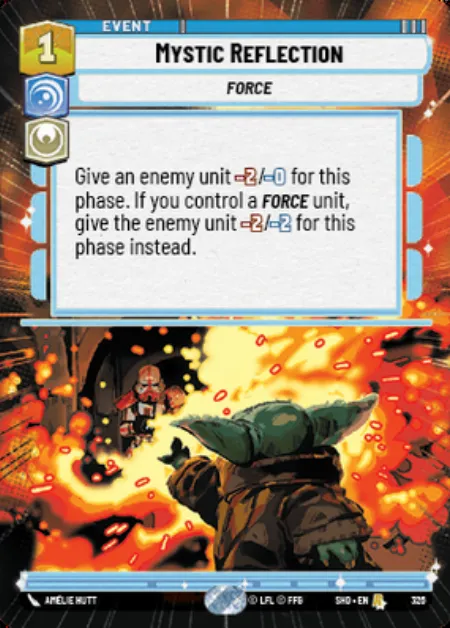 EVENT
1
MYSTIC REFLECTION
FORCE
Give an enemy unit -2/-0 for this
phase. If you control a FORCE unit,
give the enemy unit -2/-2 for this
phase instead.
AMÉLIE HUTT
© LFL © FFG
SHD • EN
326